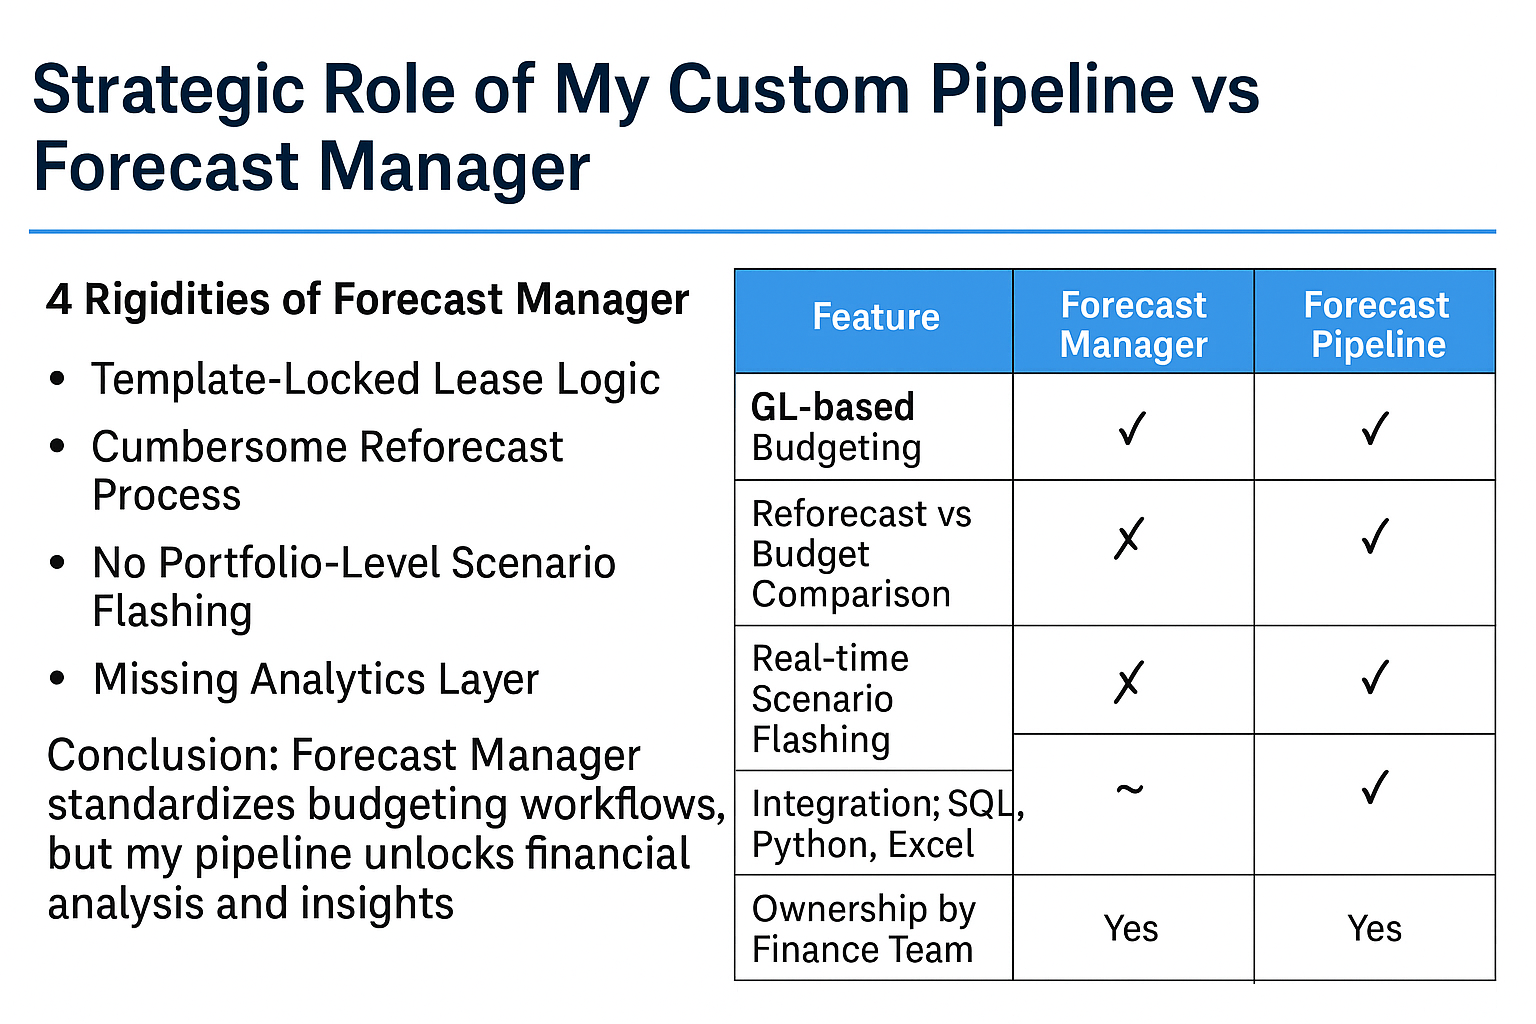 Strategic Role of My Custom Pipeline vs
Forecast Manager
4 Rigidities of Forecast Manager
• Template-Locked Lease Logic
• Cumbersome Reforecast
Process
• No Portfolio-Level Scenario
Flashing
• Missing Analytics Layer
Conclusion: Forecast Manager
standardizes budgeting workflows,
but my pipeline unlocks financial
analysis and insights
Feature
Forecast
Manager
Forecast
Pipeline
GL-based
Budgeting
✓
✓
Reforecast vs
Budget
Comparison
✗
✓
Real-time
Scenario
Flashing
✗
✓
Integration; SQL,
Python, Excel
~
✓
Ownership by
Finance Team
Yes
Yes